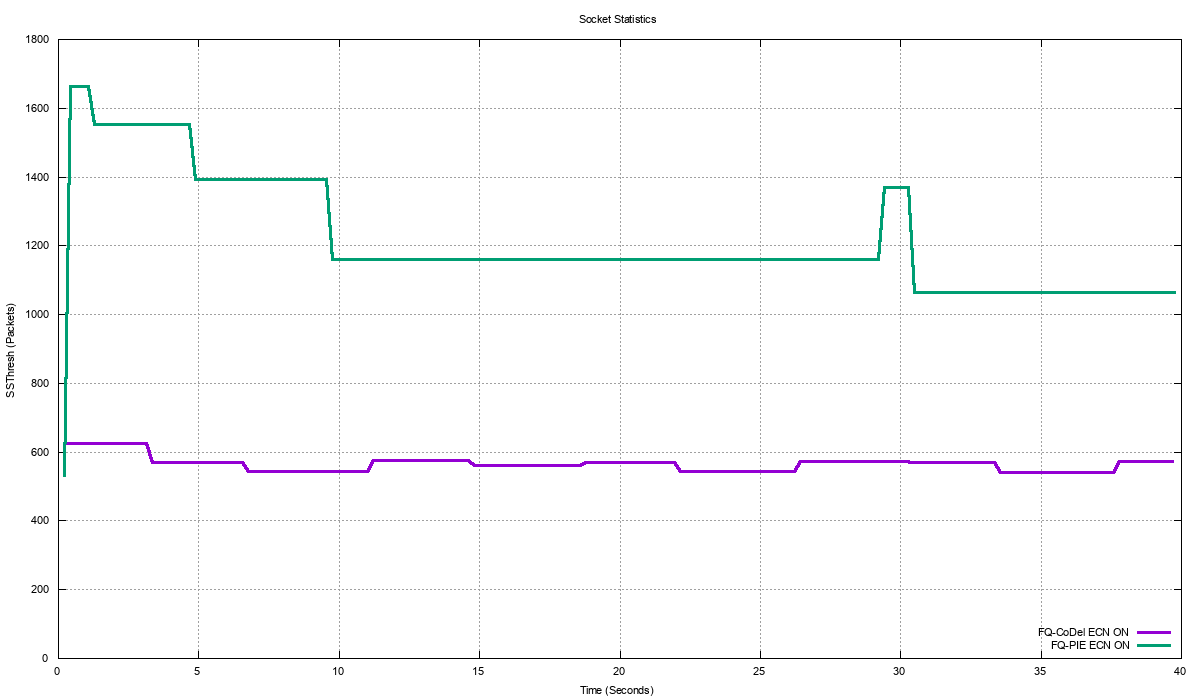 Socket Statistics
1800
1600
1400
1200
1000
800
600
400
200
0
SSThresh (Packets)
0 5 10 15 20 25 30 35 40
Time (Seconds)
FQ-CoDel ECN ON
FQ-PIE ECN ON